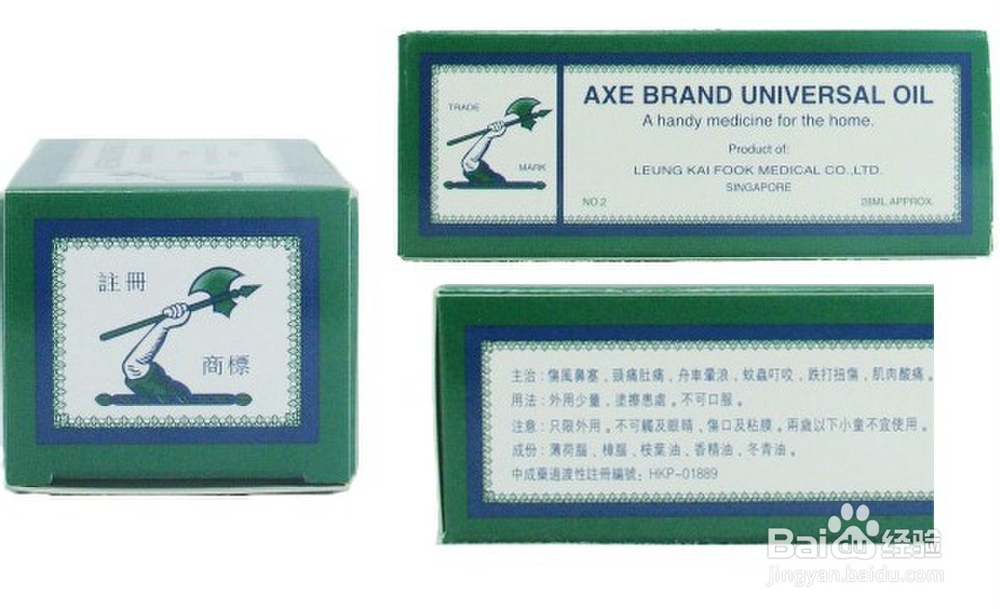 註冊
商標
TRADE
MARK
AXE BRAND UNIVERSAL OIL
A handy medicine for the home.
Product of:
LEUNG KAI FOOK MEDICAL CO.,LTD.
SINGAPORE
NO.2
28ML.APPROX.
主治：傷風鼻塞、頭痛肚痛、舟車暈浪、蚊蟲叮咬、跌打扭傷、肌肉酸痛。
用法：外用少量，塗擦患處。不可口服。
注意：只限外用。不可觸及眼睛，傷口及粘膜。兩歲以下小童不宜使用。
成份：薄荷腦、樟腦、桉葉油、香精油、冬青油。
中成藥過渡性註冊編號：HKP-01889
Baidu经验
jingyan.baidu.com